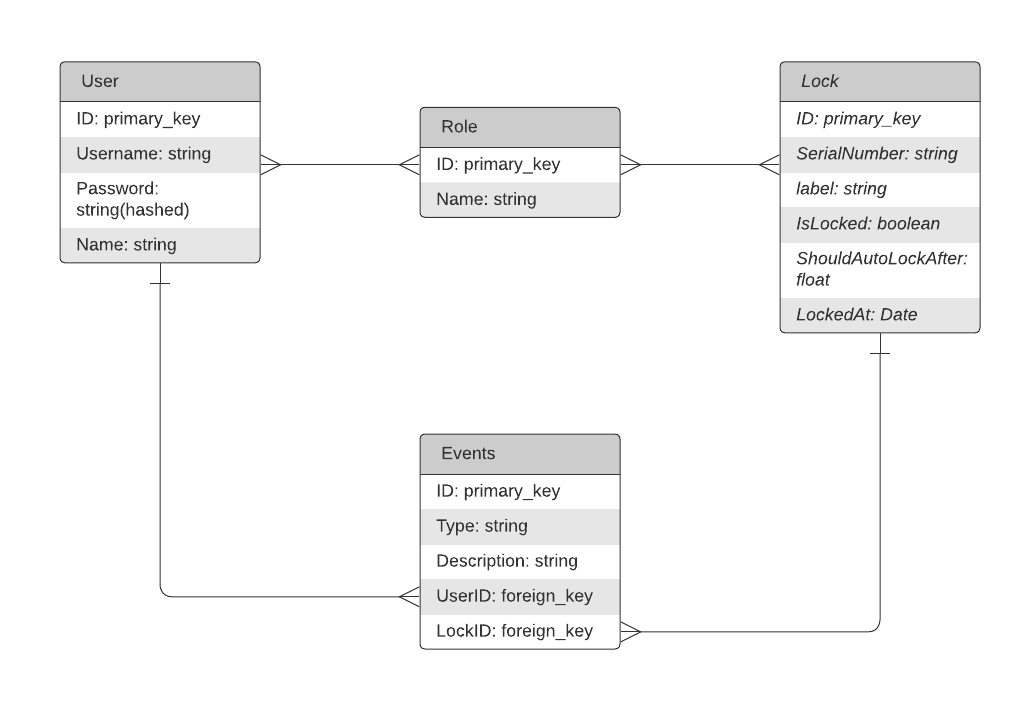 User
ID: primary_key
Username: string
Password:
string(hashed)
Name: string
Role
ID: primary_key
Name: string
Lock
ID: primary_key
SerialNumber: string
label: string
IsLocked: boolean
ShouldAutoLockAfter:
float
LockedAt: Date
Events
ID: primary_key
Type: string
Description: string
UserID: foreign_key
LockID: foreign_key